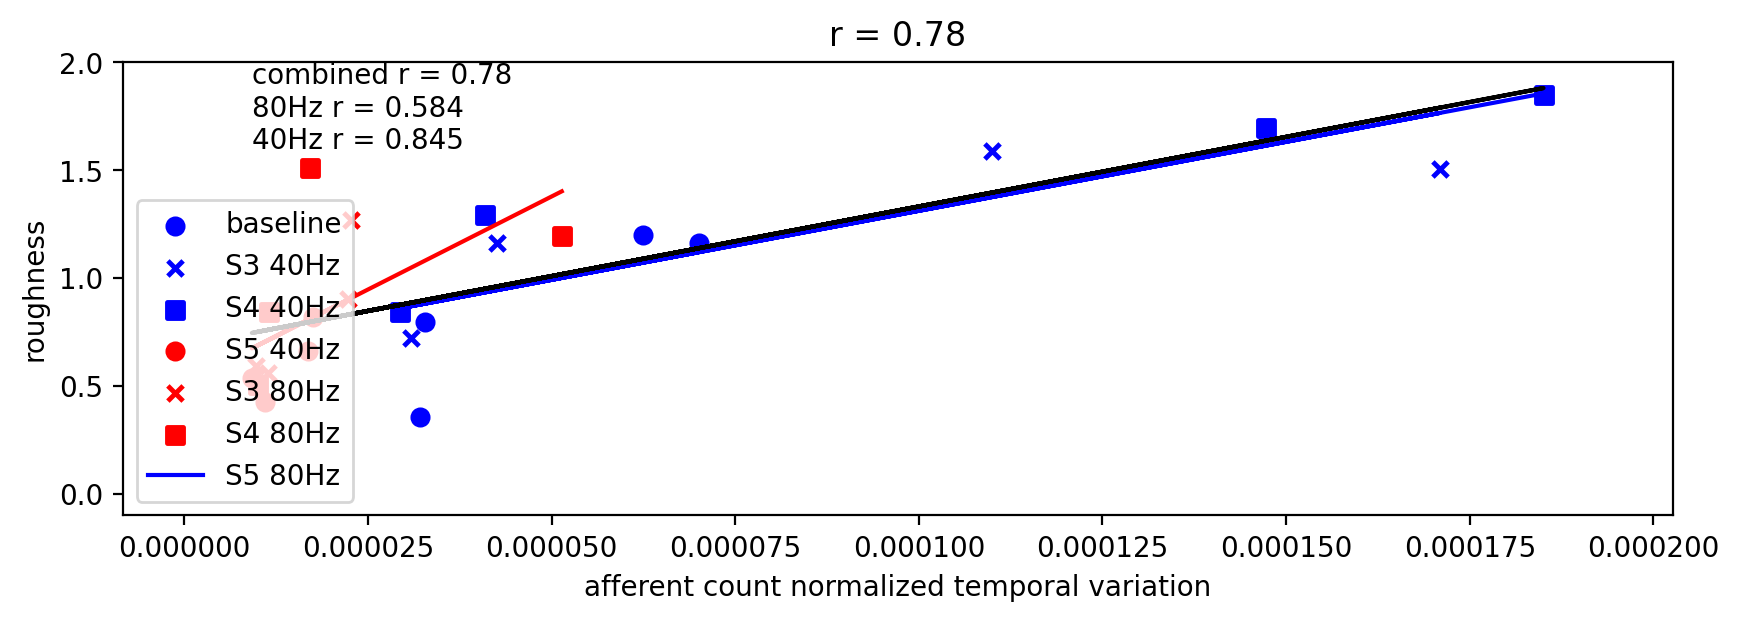 r = 0.78
combined r = 0.78
80Hz r = 0.584
40Hz r = 0.845
2.0
1.5
1.0
0.5
0.0
roughness
baseline
S3 40Hz
S4 40Hz
S5 40Hz
S3 80Hz
S4 80Hz
S5 80Hz
0.000000 0.000025 0.000050 0.000075 0.000100 0.000125 0.000150 0.000175 0.000200
afferent count normalized temporal variation